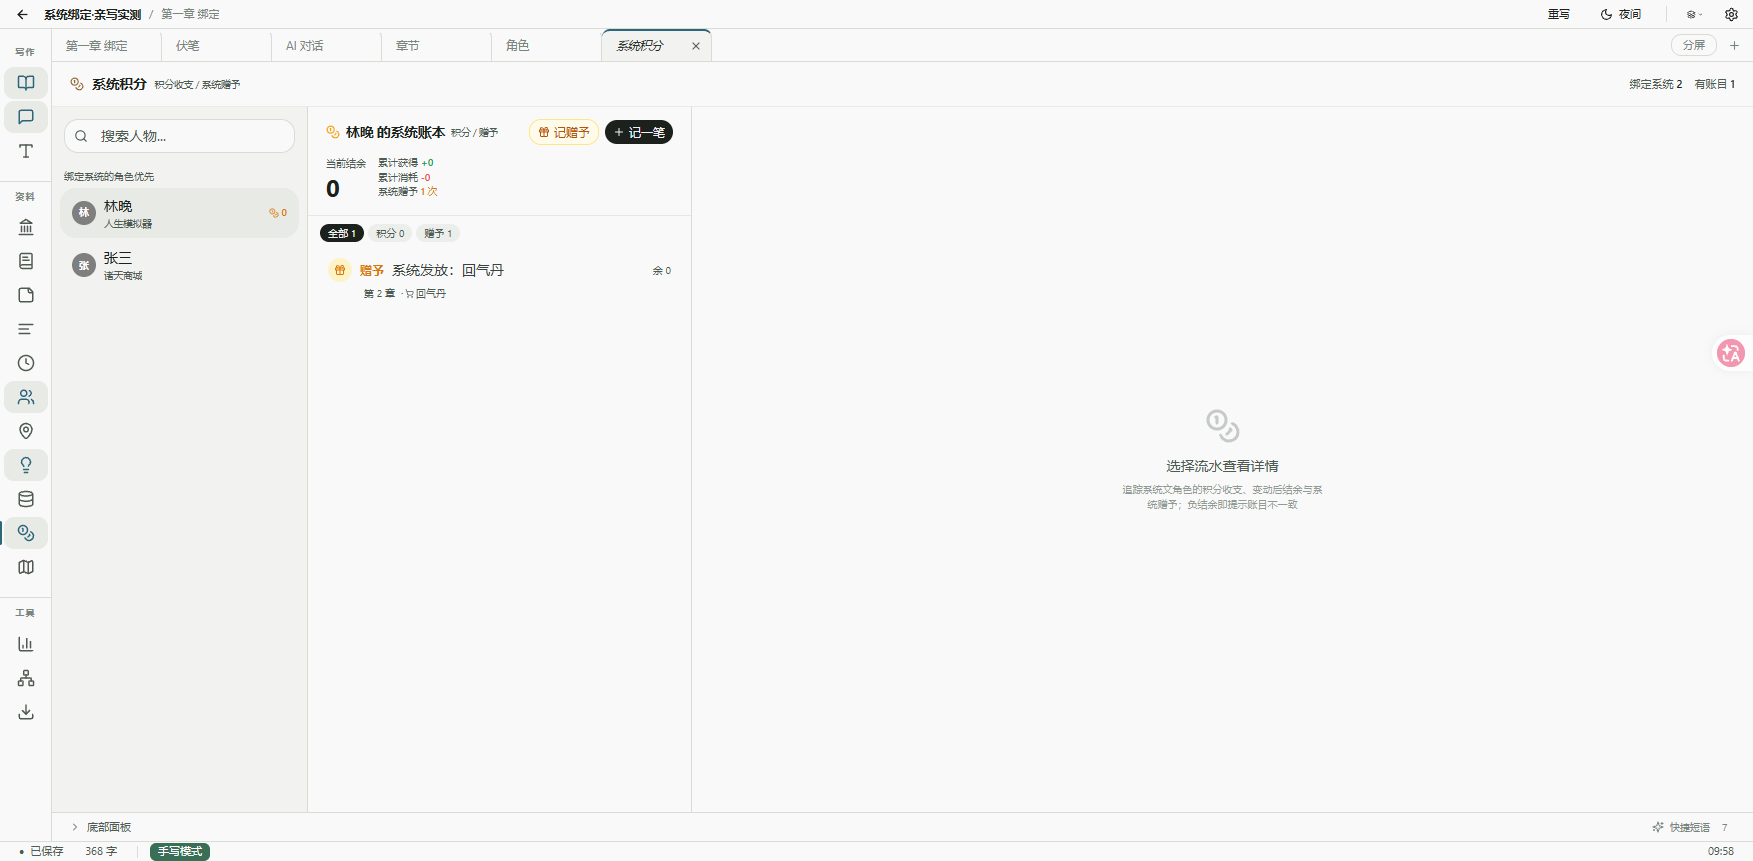 系统绑定·亲写实测 / 第一章 绑定
重写
夜间
写作
第一章 绑定
伏笔
AI 对话
章节
角色
系统积分
分屏
系统积分 积分收支 / 系统赠予
绑定系统 2 有账目 1
搜索人物...
绑定系统的角色优先
林
林晚
人生模拟器
0
张
张三
诸天商城
林晚 的系统账本 积分 / 赠予
记赠予
记一笔
当前结余
0
累计获得 +0
累计消耗 -0
系统赠予 1 次
全部 1
积分 0
赠予 1
赠予 系统发放：回气丹
余 0
第 2 章 · 回气丹
选择流水查看详情
追踪系统文角色的积分收支、变动后结余与系
统赠予；负结余即提示账目不一致
资料
工具
底部面板
快捷短语 7
已保存
368 字
手写模式
09:58